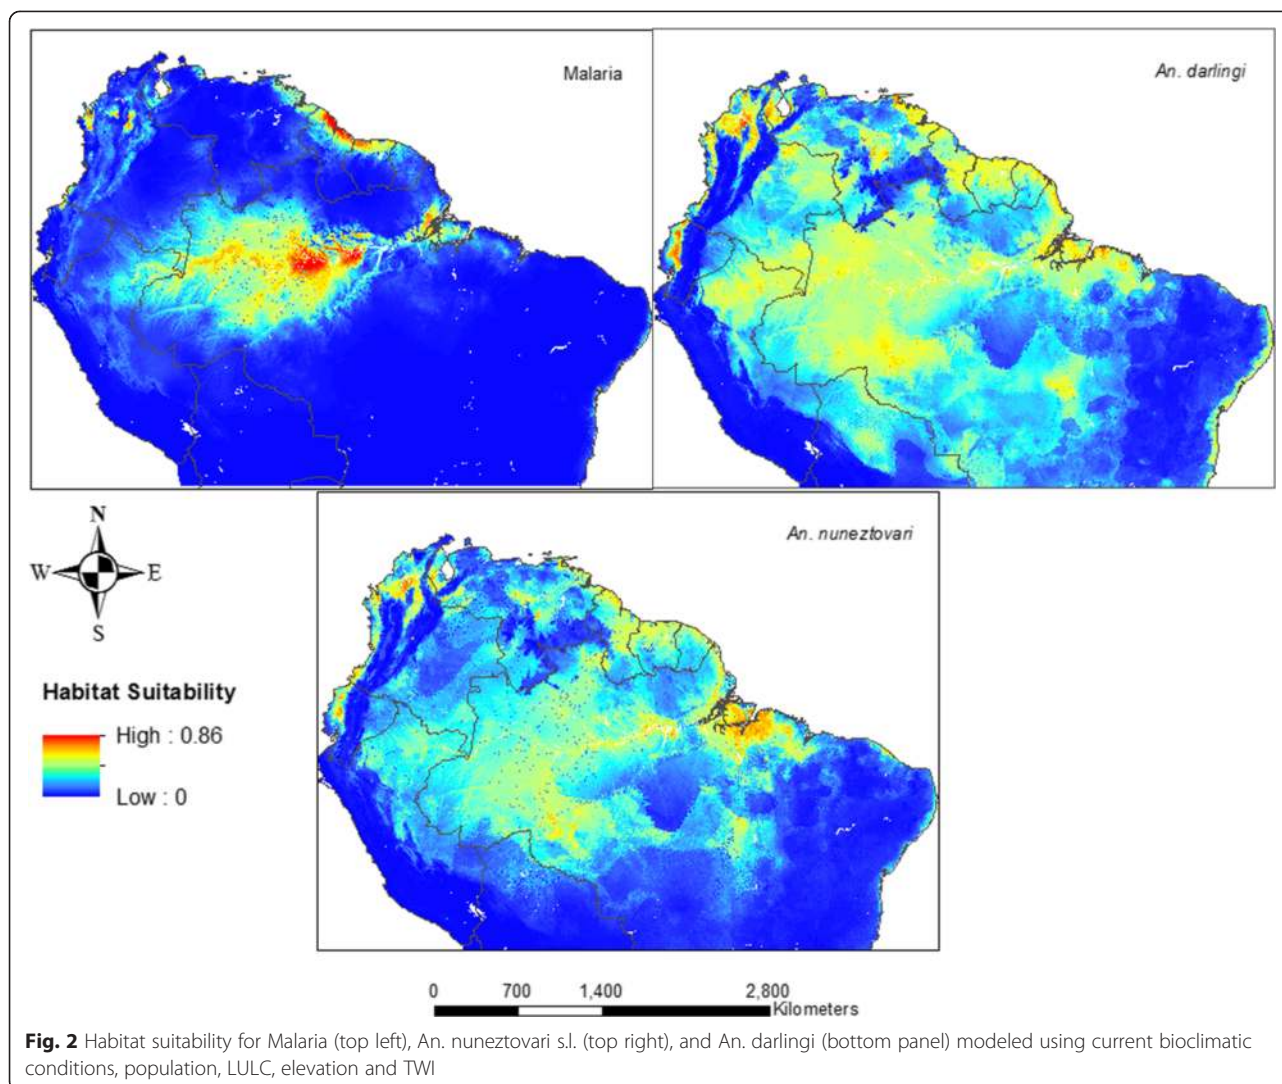 Malaria
An. darlingi
An. nuneztovari
N
W E
S
Habitat Suitability
High : 0.86
Low : 0
0 700 1,400 2,800
Kilometers
Fig. 2 Habitat suitability for Malaria (top left), An. nuneztovari s.l. (top right), and An. darlingi (bottom panel) modeled using current bioclimatic
conditions, population, LULC, elevation and TWI